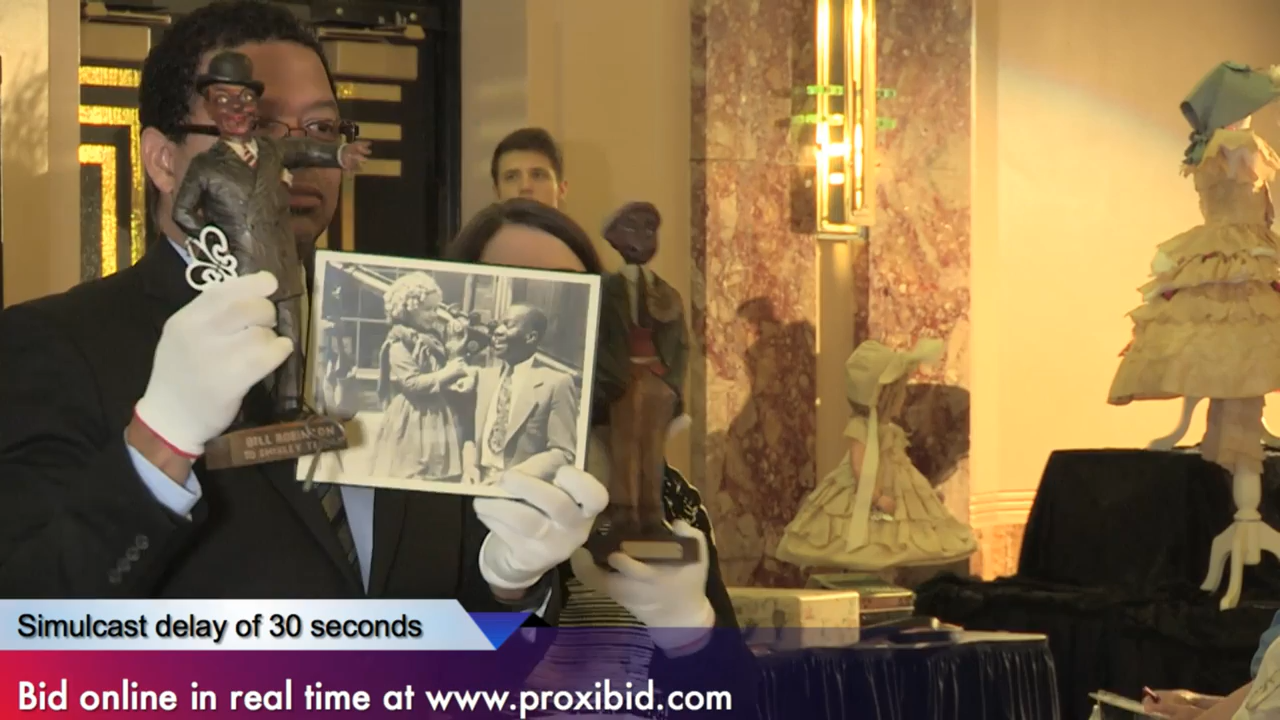 BILL ROBINSON
TO SHIRLEY TEMPLE
Simulcast delay of 30 seconds
Bid online in real time at www.proxibid.com